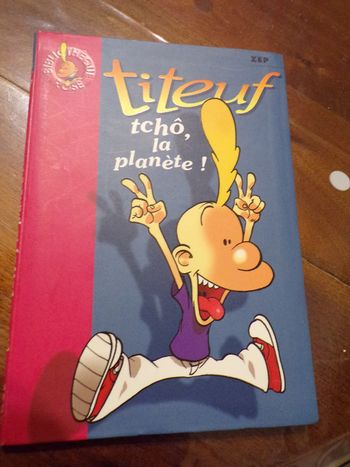 ZEP
titeuf
tchô,
la
planète !